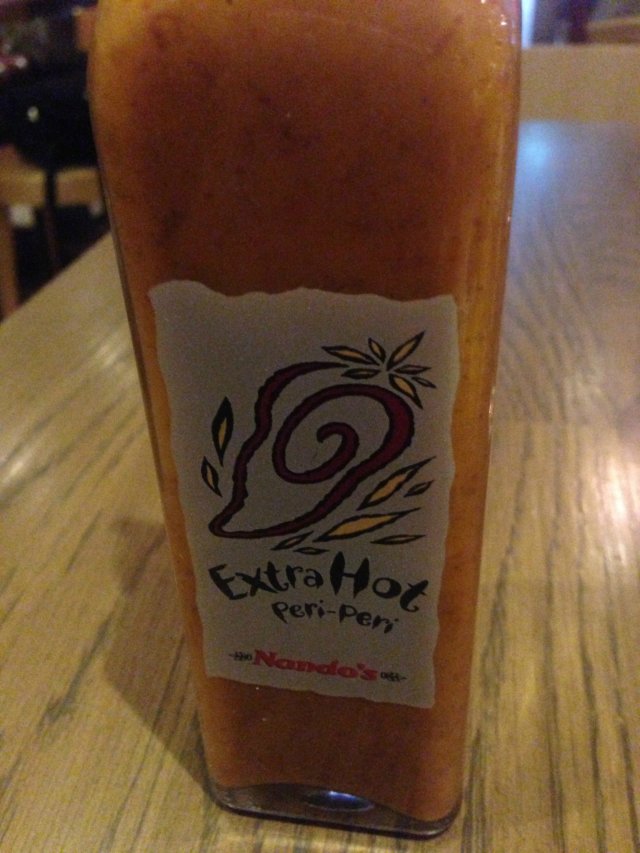 Extra Hot
Peri-Peri
Nando's